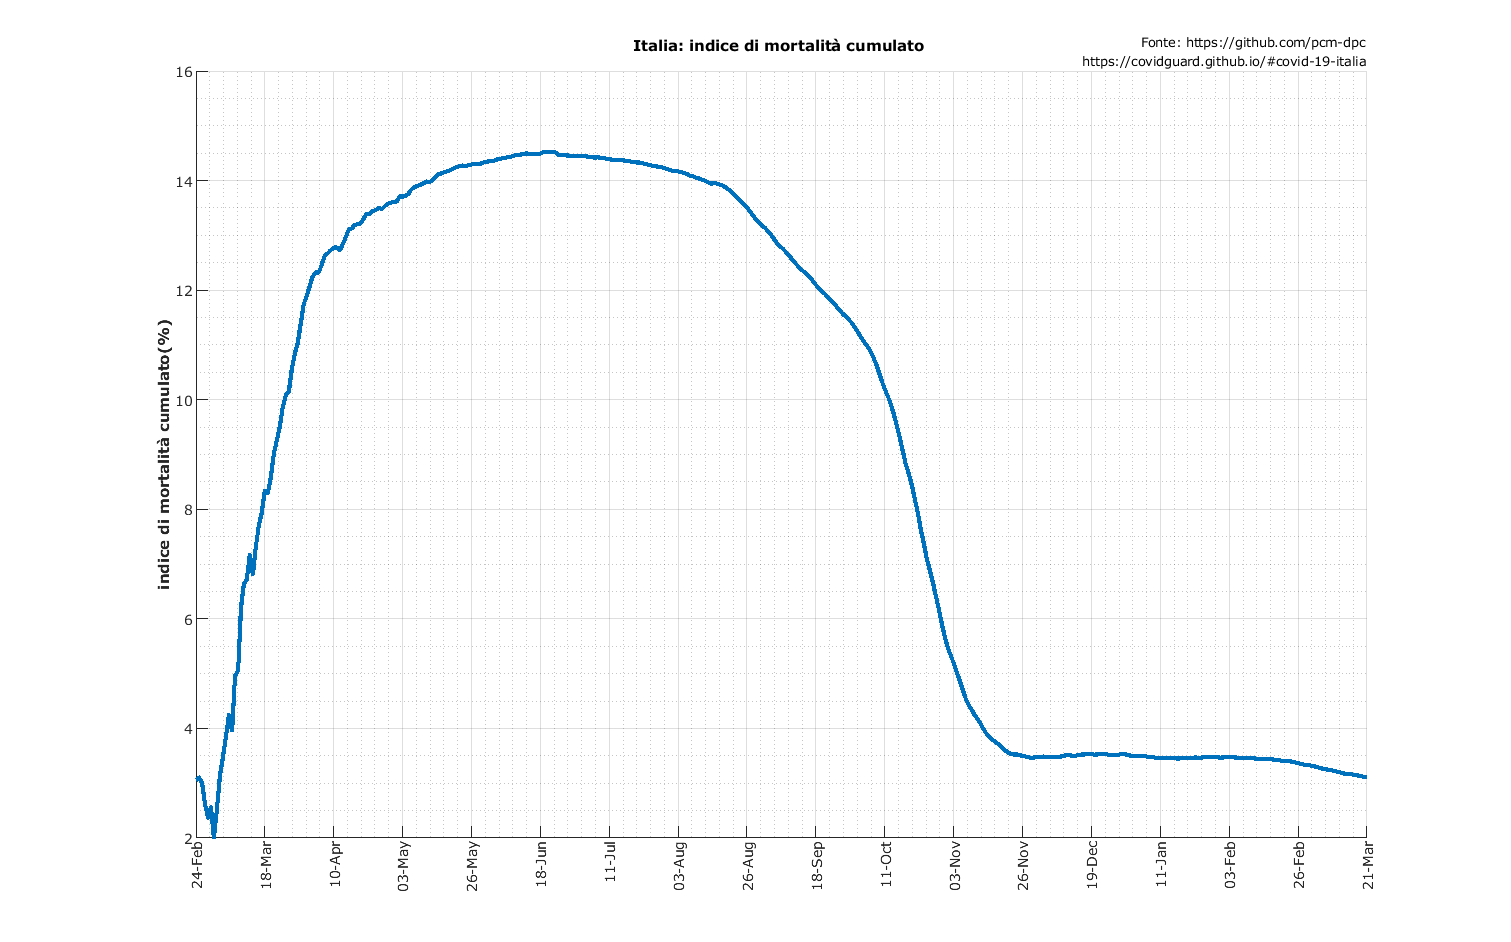 Italia: indice di mortalità cumulato
Fonte: https://github.com/pcm-dpc
https://covidguard.github.io/#covid-19-italia
indice di mortalità cumulato(%)
16
14
12
10
8
6
4
2
24-Feb
18-Mar
10-Apr
03-May
26-May
18-Jun
11-Jul
03-Aug
26-Aug
18-Sep
11-Oct
03-Nov
26-Nov
19-Dec
11-Jan
03-Feb
26-Feb
21-Mar